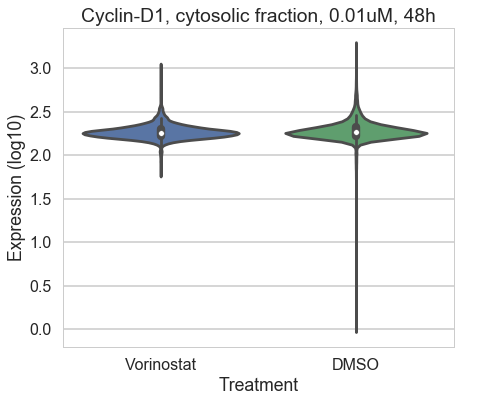 Cyclin-D1, cytosolic fraction, 0.01uM, 48h
3.0
2.5
2.0
1.5
1.0
0.5
0.0
Expression (log10)
Vorinostat
DMSO
Treatment